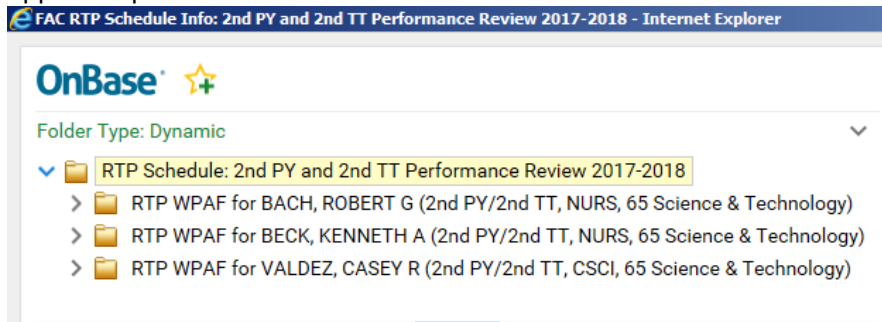 FAC RTP Schedule Info: 2nd PY and 2nd TT Performance Review 2017-2018 - Internet Explorer
OnBase
Folder Type: Dynamic
RTP Schedule: 2nd PY and 2nd TT Performance Review 2017-2018
RTP WPAF for BACH, ROBERT G (2nd PY/2nd TT, NURS, 65 Science & Technology)
RTP WPAF for BECK, KENNETH A (2nd PY/2nd TT, NURS, 65 Science & Technology)
RTP WPAF for VALDEZ, CASEY R (2nd PY/2nd TT, CSCI, 65 Science & Technology)